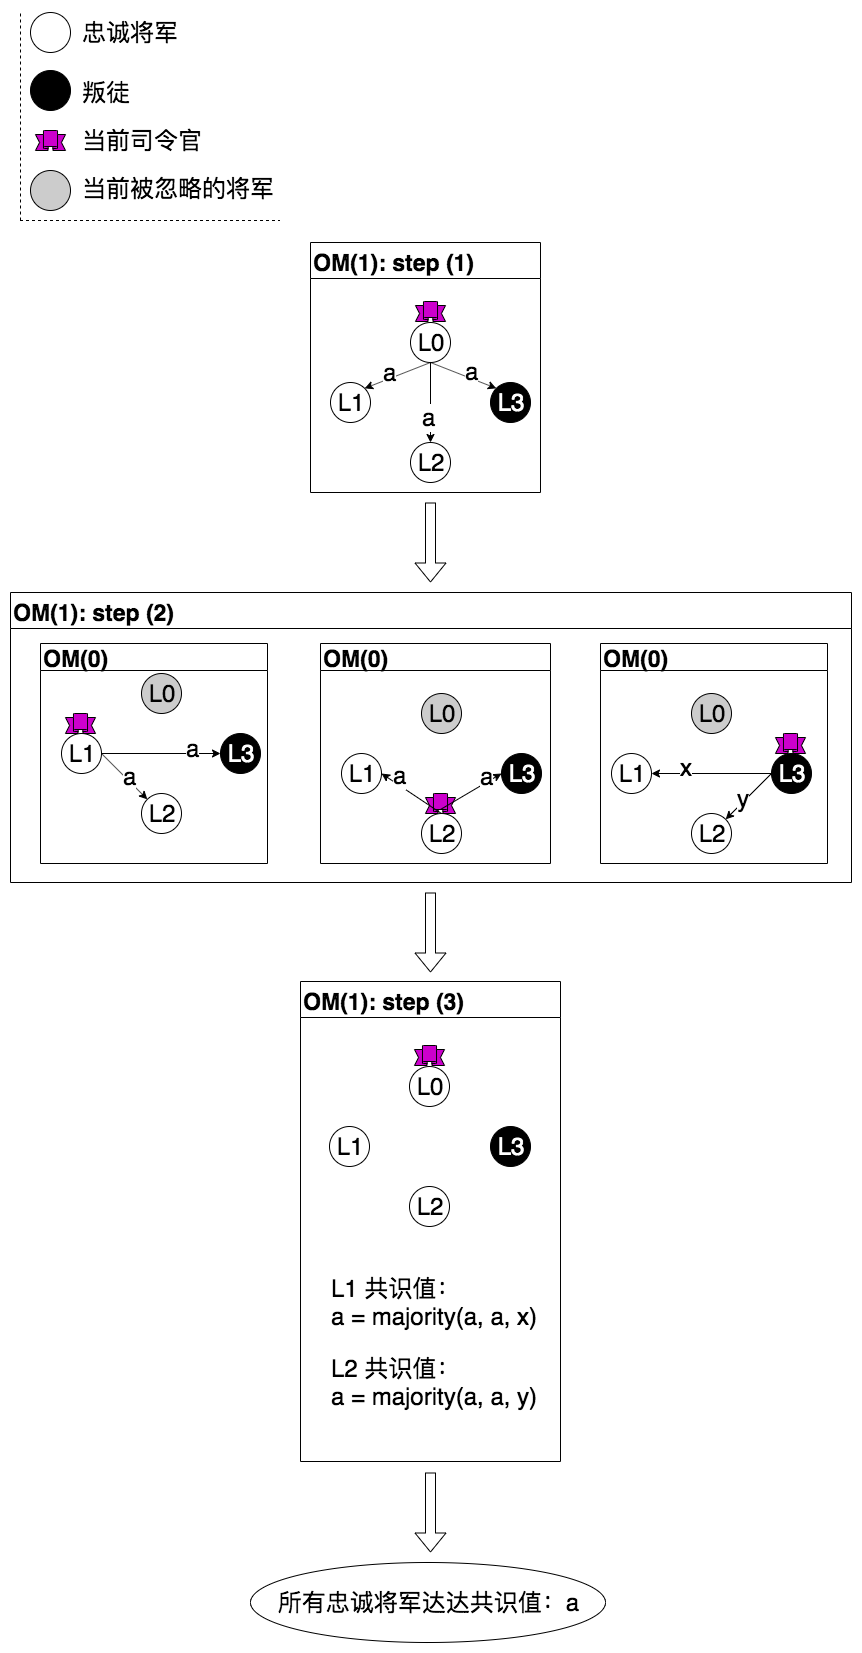 忠诚将军
叛徒
当前司令官
当前被忽略的将军
OM(1): step (1)
L0
a
a
L1
L3
a
L2
OM(1): step (2)
OM(0)
L0
L1
a
L3
a
L2
OM(0)
L0
L1
a
a
L3
L2
OM(0)
L0
L1
x
L3
y
L2
OM(1): step (3)
L0
L1
L3
L2
L1 共识值：
a = majority(a, a, x)
L2 共识值：
a = majority(a, a, y)
所有忠诚将军达达共识值：a